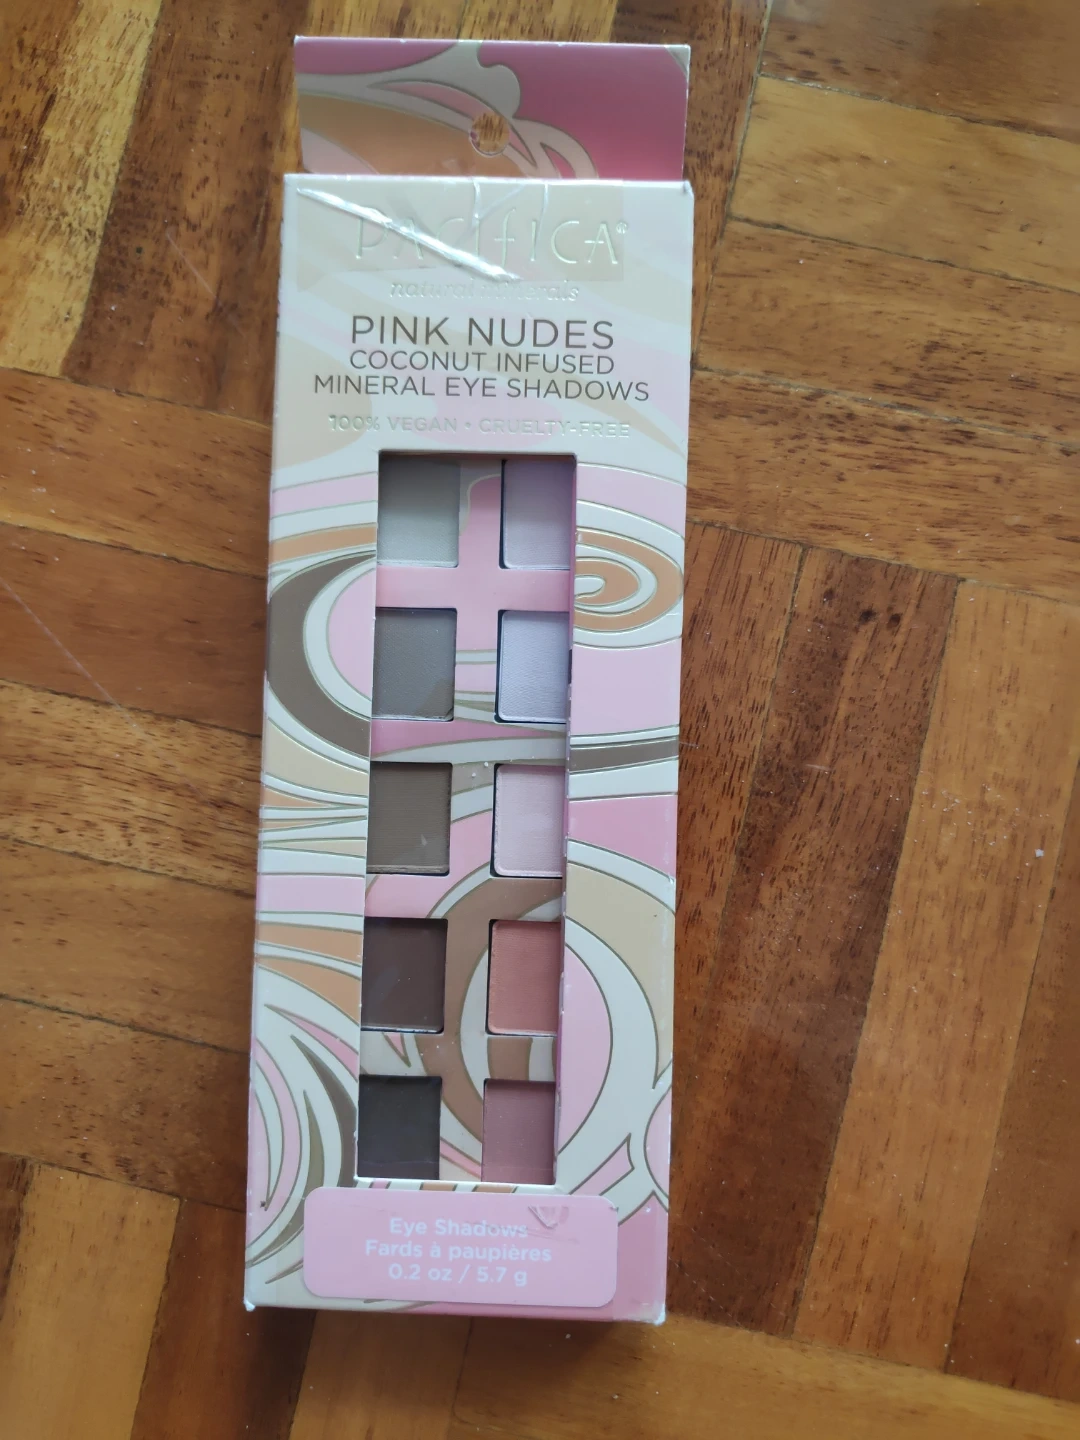 PACIFICA®
natural minerals
PINK NUDES
COCONUT INFUSED
MINERAL EYE SHADOWS
100% VEGAN • CRUELTY-FREE
Eye Shadows
Fards à paupières
0.2 oz / 5.7 g